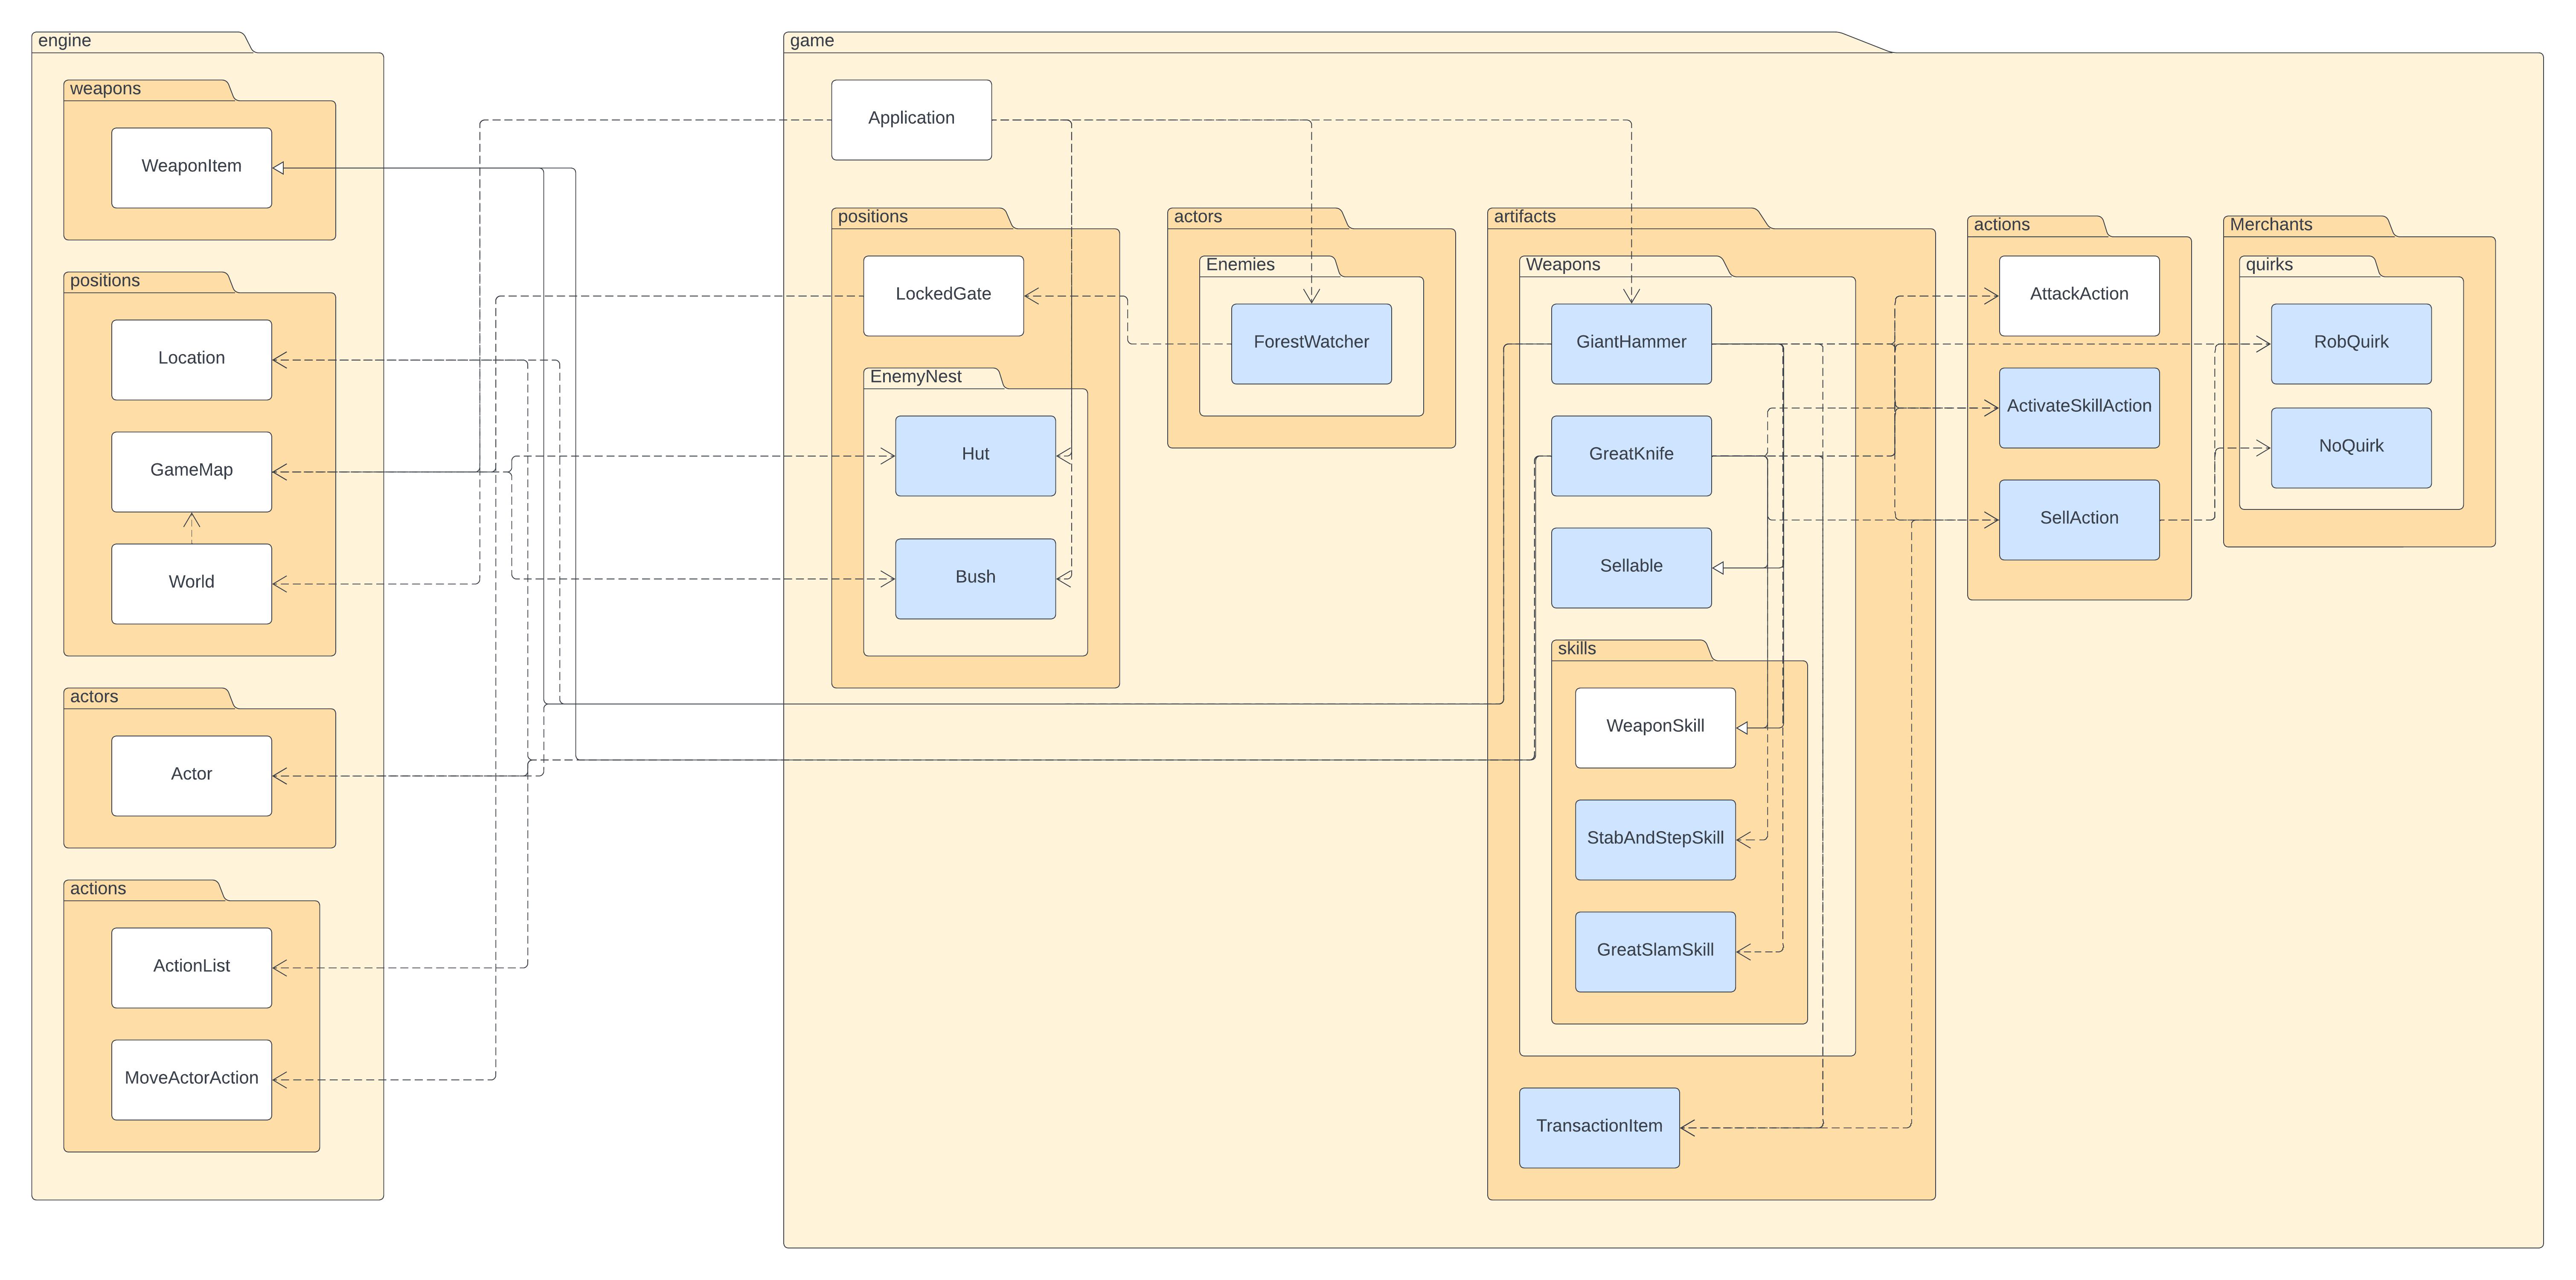 engine
weapons
WeaponItem
positions
Location
GameMap
World
actors
Actor
actions
ActionList
MoveActorAction
game
Application
positions
LockedGate
EnemyNest
Hut
Bush
actors
Enemies
ForestWatcher
artifacts
Weapons
GiantHammer
GreatKnife
Sellable
skills
WeaponSkill
StabAndStepSkill
GreatSlamSkill
TransactionItem
actions
AttackAction
ActivateSkillAction
SellAction
Merchants
quirks
RobQuirk
NoQuirk